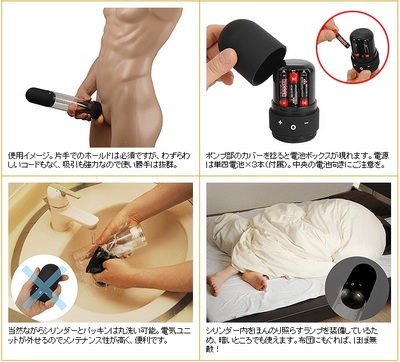 使用イメージ。片手でのホールドは必須ですが、わずらわ
しいコードもなく、吸引も強力なので使い勝手は抜群。
ポンプ部のカバーを捻ると電池ボックスが現れます。電源
は単四電池×3本(付属)。中央の電池向きにご注意を。
当然ながらシリンダーとパッキンは丸洗い可能。電気ユニ
ットが外せるのでメンテナンス性が高く、便利です。
シリンダー内をほんのり照らすランプを装備しているた
め、暗いところでも使えます。布団にもぐれば、ほぼ無
敵!